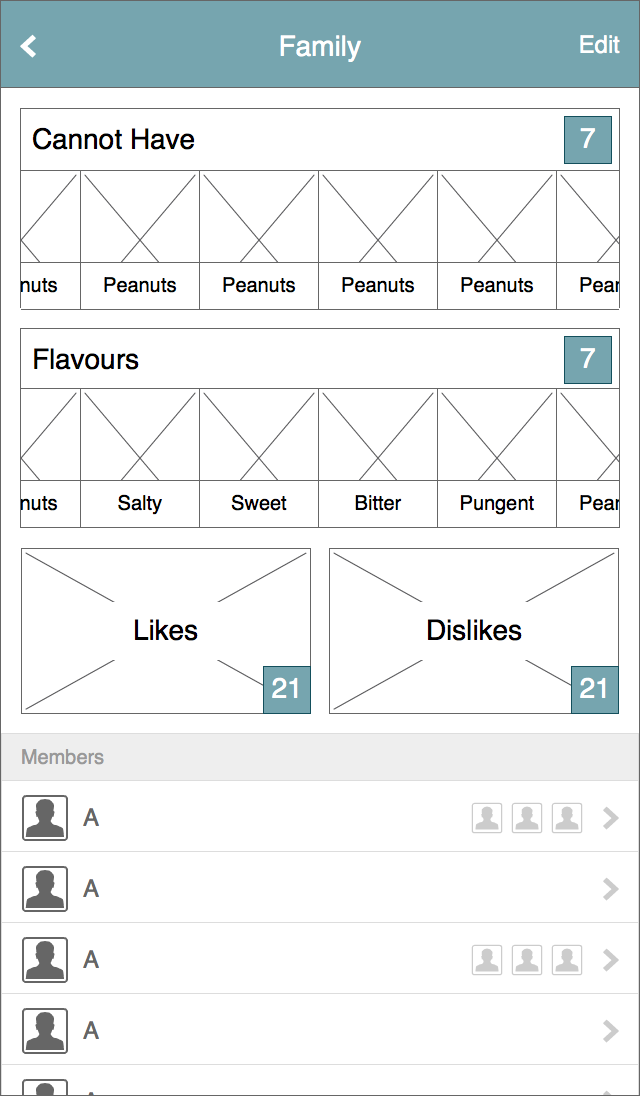 Family
Edit
Cannot Have
7
nuts Peanuts Peanuts Peanuts Peanuts Pear
Flavours
7
nuts Salty Sweet Bitter Pungent Pear
Likes
21
Dislikes
21
Members
A
A
A
A